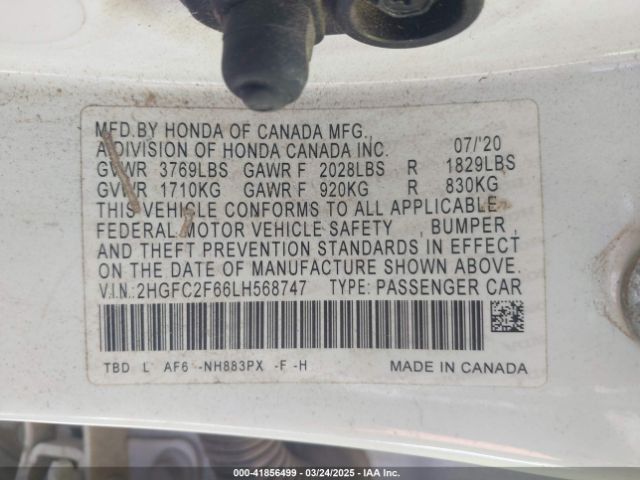 MFD.BY HONDA OF CANADA MFG.,
A DIVISION OF HONDA CANADA INC. 07/'20
GVWR 3769LBS GAWR F 2028LBS R 1829LBS
GVWR 1710KG GAWR F 920KG R 830KG
THIS VEHICLE CONFORMS TO ALL APPLICABLE
FEDERAL MOTOR VEHICLE SAFETY , BUMPER ,
AND THEFT PREVENTION STANDARDS IN EFFECT
ON THE DATE OF MANUFACTURE SHOWN ABOVE.
V.I.N.:2HGFC2F66LH568747 TYPE: PASSENGER CAR
TBD L AF6 -NH883PX -F -H MADE IN CANADA
000-41856499 — 03/24/2025 — IAA Inc.